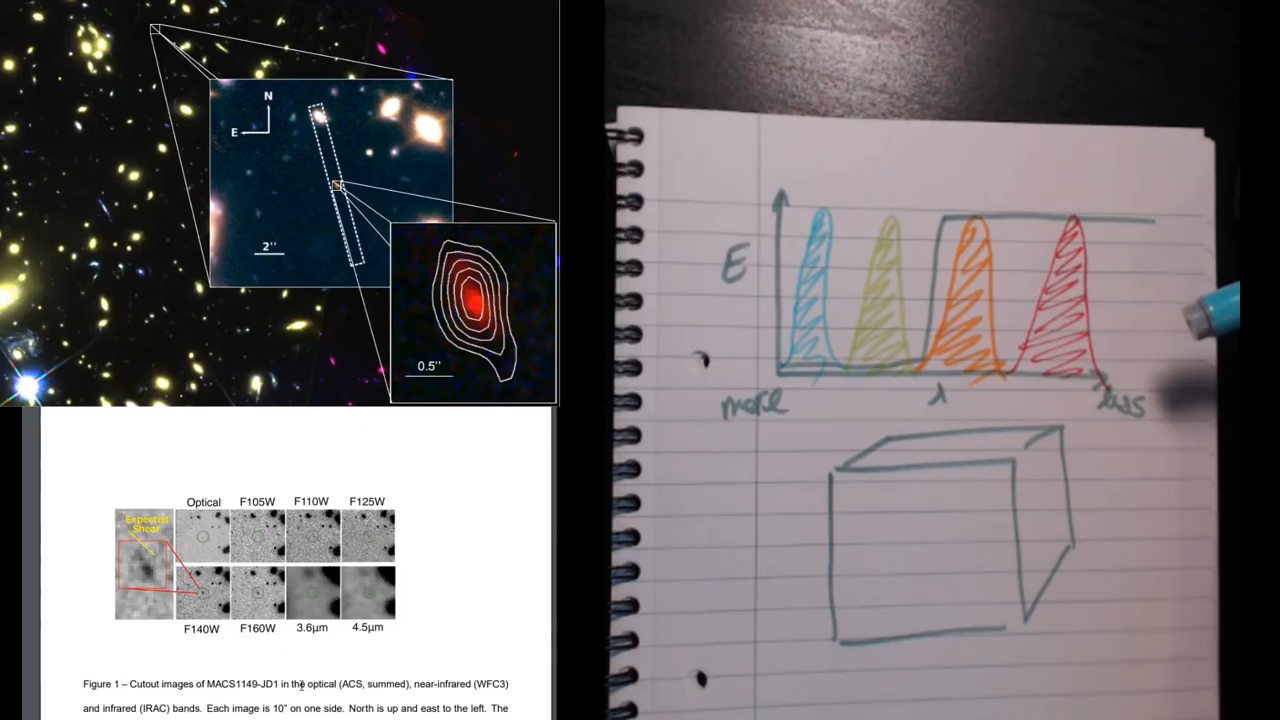 N
E
2''
0.5''
Expected
Shear
Optical F105W F110W F125W
F140W F160W 3.6μm 4.5μm
Figure 1 – Cutout images of MACS1149-JD1 in the optical (ACS, summed), near-infrared (WFC3)
and infrared (IRAC) bands. Each image is 10” on one side. North is up and east to the left. The
E
more λ less